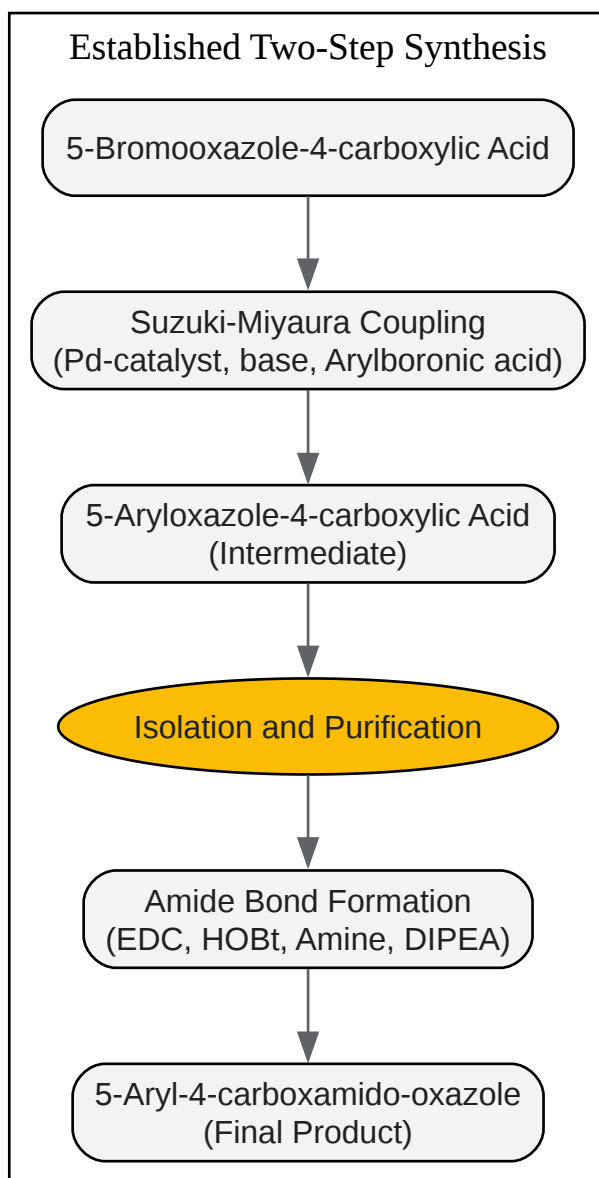 Established Two-Step Synthesis
5-Bromooxazole-4-carboxylic Acid
Suzuki-Miyaura Coupling
(Pd-catalyst, base, Arylboronic acid)
5-Aryloxazole-4-carboxylic Acid
(Intermediate)
Isolation and Purification
Amide Bond Formation
(EDC, HOBt, Amine, DIPEA)
5-Aryl-4-carboxamido-oxazole
(Final Product)